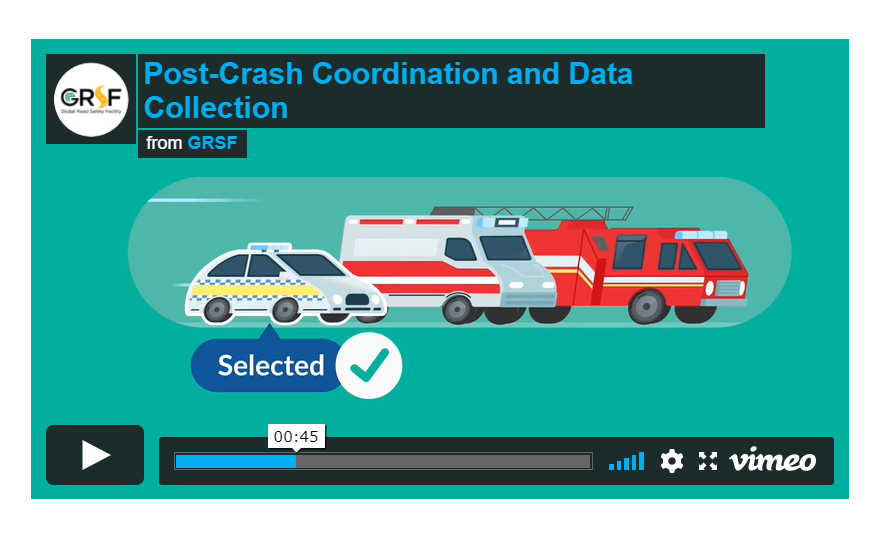 GRSF
Global Road Safety Facility
Post-Crash Coordination and Data
Collection
from GRSF
Selected
00:45
vimeo